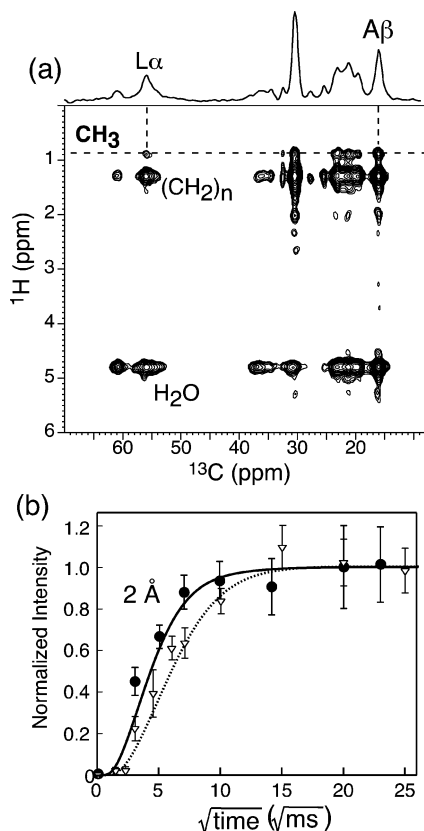 (a)
Lα
Aβ
CH3
(CH2)n
H2O
1
2
3
4
5
6
1H (ppm)
60 50 40 30 20 10
13C (ppm)
(b)
1.2
1.0
0.8
0.6
0.4
0.2
0
Normalized Intensity
2 Å
0 5 10 15 20 25
√time (√ms)